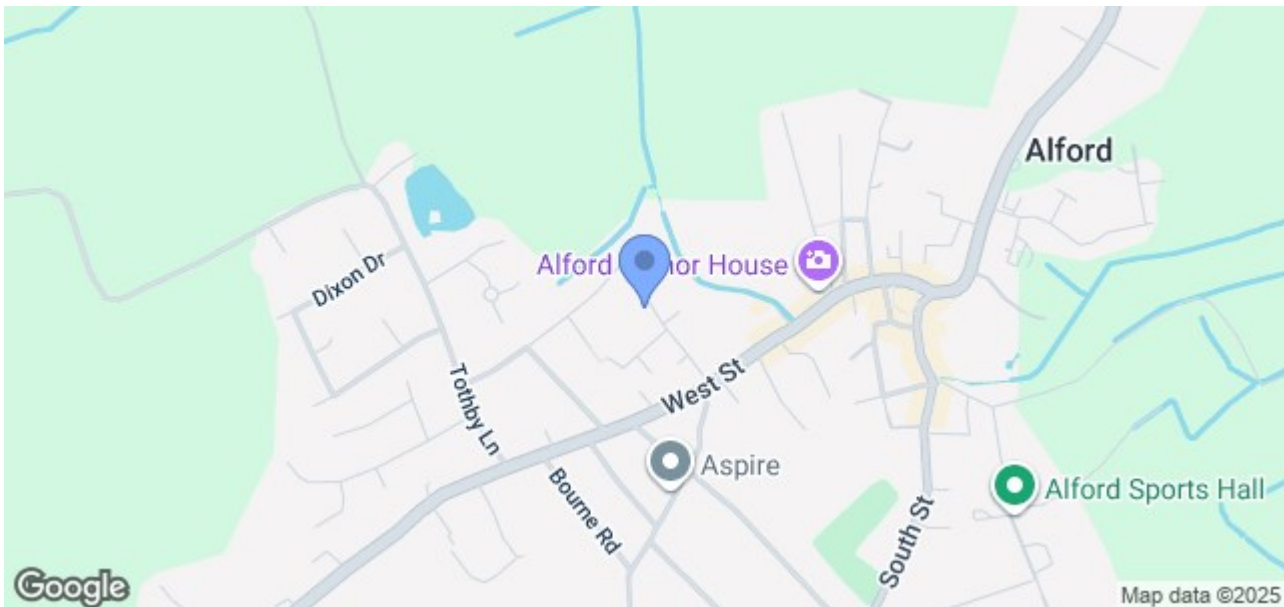 Alford
Alford nor House
Dixon Dr
West St
Tothby Ln
Aspire
Bourne Rd
Alford Sports Hall
South St
Google
Map data ©2025